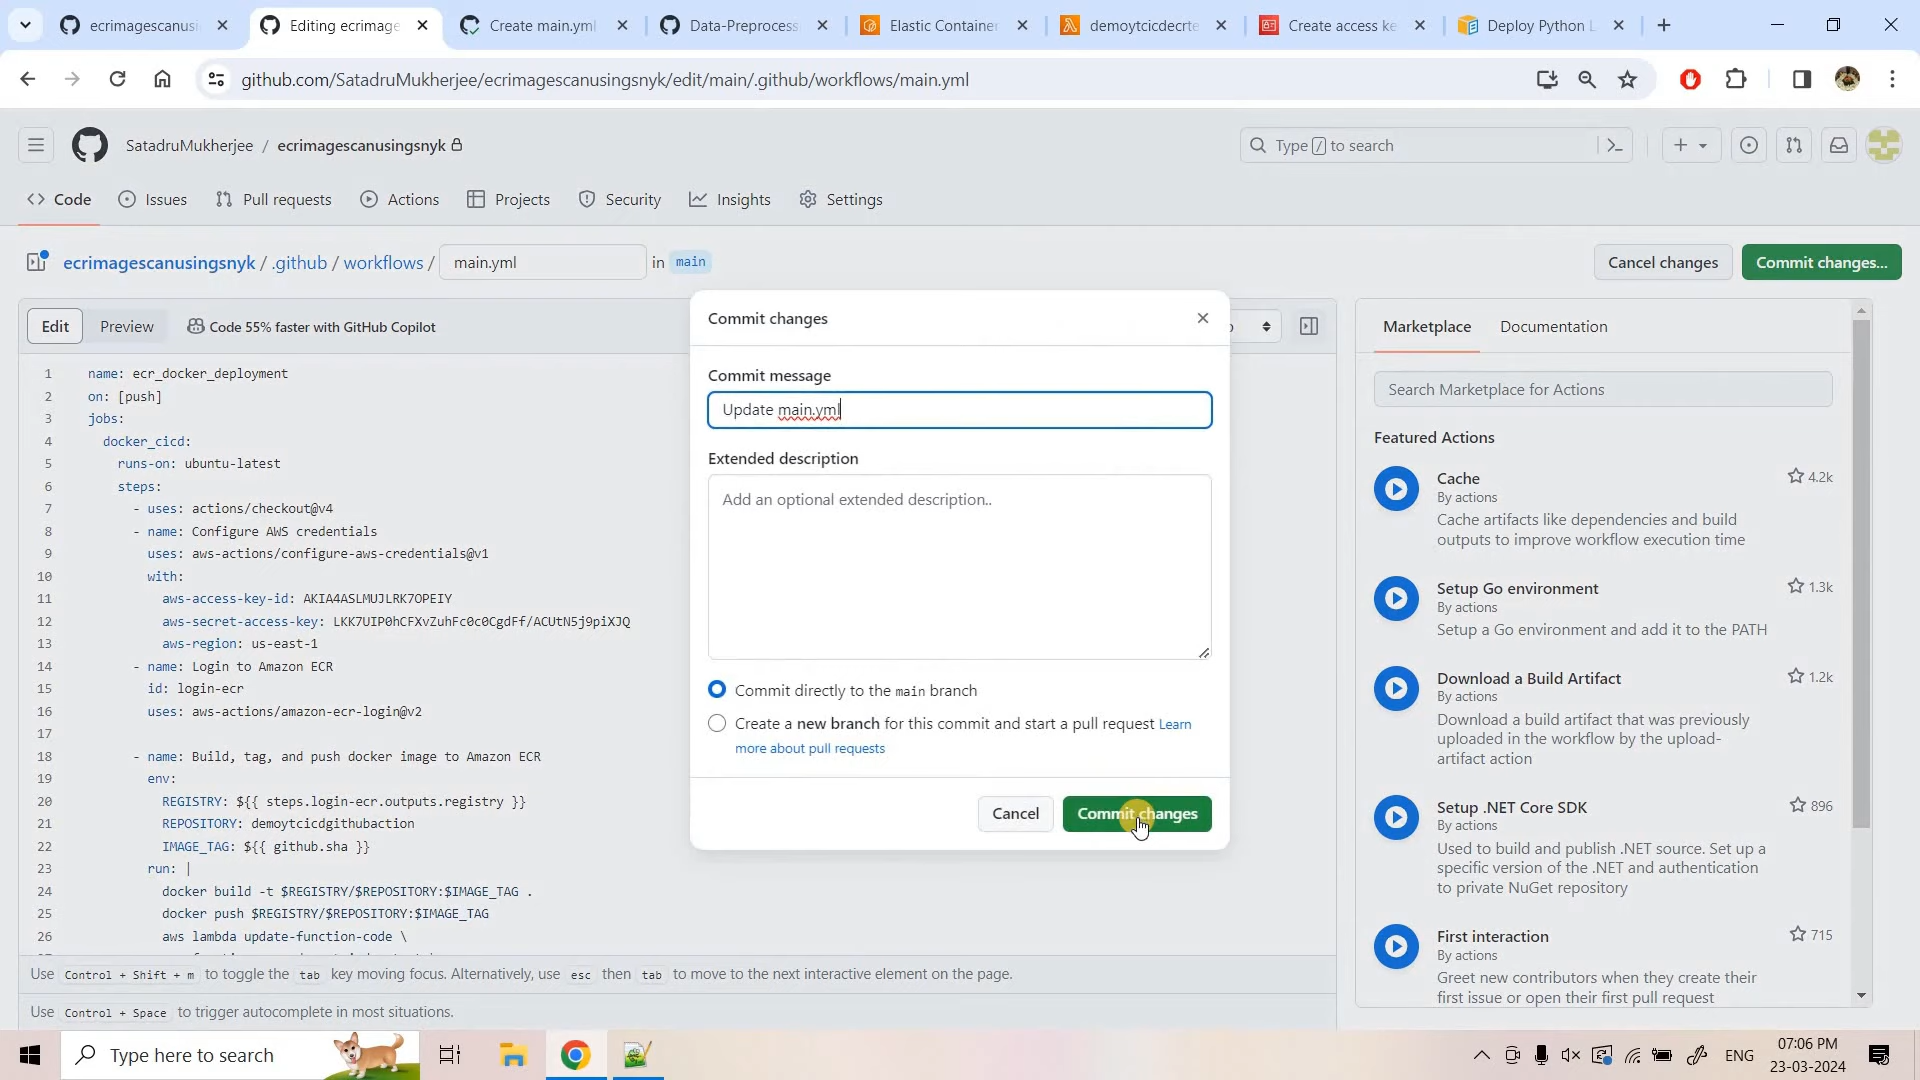 ecrimagescanusi
Editing ecrimage
Create main.yml
Data-Preprocess
Elastic Container
demoytcicdecrte
Create access ke
Deploy Python L
github.com/SatadruMukherjee/ecrimagescanusingsnyk/edit/main/.github/workflows/main.yml
SatadruMukherjee / ecrimagescanusingsnyk
Type / to search
Code
Issues
Pull requests
Actions
Projects
Security
Insights
Settings
ecrimagescanusingsnyk / .github / workflows / main.yml in main
Cancel changes
Commit changes...
Edit
Preview
Code 55% faster with GitHub Copilot
1 name: ecr_docker_deployment
2 on: [push]
3 jobs:
4 docker_cicd:
5 runs-on: ubuntu-latest
6 steps:
7 - uses: actions/checkout@v4
8 - name: Configure AWS credentials
9 uses: aws-actions/configure-aws-credentials@v1
10 with:
11 aws-access-key-id: AKIA4ASLMUJLRK7OPEIY
12 aws-secret-access-key: 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
13 aws-region: us-east-1
14 - name: Login to Amazon ECR
15 id: login-ecr
16 uses: aws-actions/amazon-ecr-login@v2
17
18 - name: Build, tag, and push docker image to Amazon ECR
19 env:
20 REGISTRY: ${{ steps.login-ecr.outputs.registry }}
21 REPOSITORY: demoytcicdgithubaction
22 IMAGE_TAG: ${{ github.sha }}
23 run: |
24 docker build -t $REGISTRY/$REPOSITORY:$IMAGE_TAG .
25 docker push $REGISTRY/$REPOSITORY:$IMAGE_TAG
26 aws lambda update-function-code \
Use Control + Shift + m to toggle the tab key moving focus. Alternatively, use esc then tab to move to the next interactive element on the page.
Use Control + Space to trigger autocomplete in most situations.
Commit changes
Commit message
Update main.yml
Extended description
Add an optional extended description..
Commit directly to the main branch
Create a new branch for this commit and start a pull request Learn
more about pull requests
Cancel
Commit changes
Marketplace
Documentation
Search Marketplace for Actions
Featured Actions
Cache
4.2k
By actions
Cache artifacts like dependencies and build
outputs to improve workflow execution time
Setup Go environment
1.3k
By actions
Setup a Go environment and add it to the PATH
Download a Build Artifact
1.2k
By actions
Download a build artifact that was previously
uploaded in the workflow by the upload-
artifact action
Setup .NET Core SDK
896
By actions
Used to build and publish .NET source. Set up a
specific version of the .NET and authentication
to private NuGet repository
First interaction
715
By actions
Greet new contributors when they create their
first issue or open their first pull request
Type here to search
ENG
07:06 PM
23-03-2024